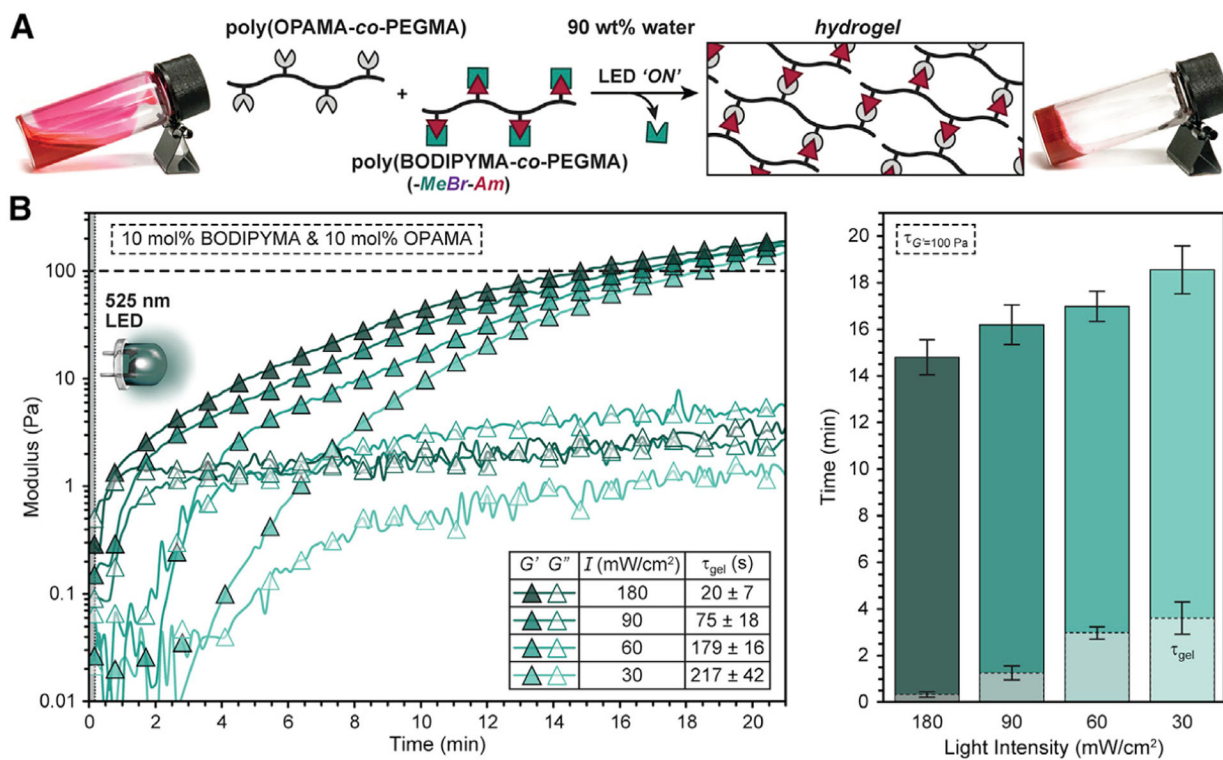 A
poly(OPAMA-co-PEGMA)
+
poly(BODIPYMA-co-PEGMA)
(-MeBr-Am)
90 wt% water
LED 'ON'
hydrogel
B
10 mol% BODIPYMA & 10 mol% OPAMA
525 nm
LED
Modulus (Pa)
100
10
1
0.1
0.01
0 2 4 6 8 10 12 14 16 18 20
Time (min)
G' G" I (mW/cm²) τgel (s)
180 20 ± 7
90 75 ± 18
60 179 ± 16
30 217 ± 42
τG'=100 Pa
Time (min)
20
18
16
14
12
10
8
6
4
2
0
τgel
180 90 60 30
Light Intensity (mW/cm²)